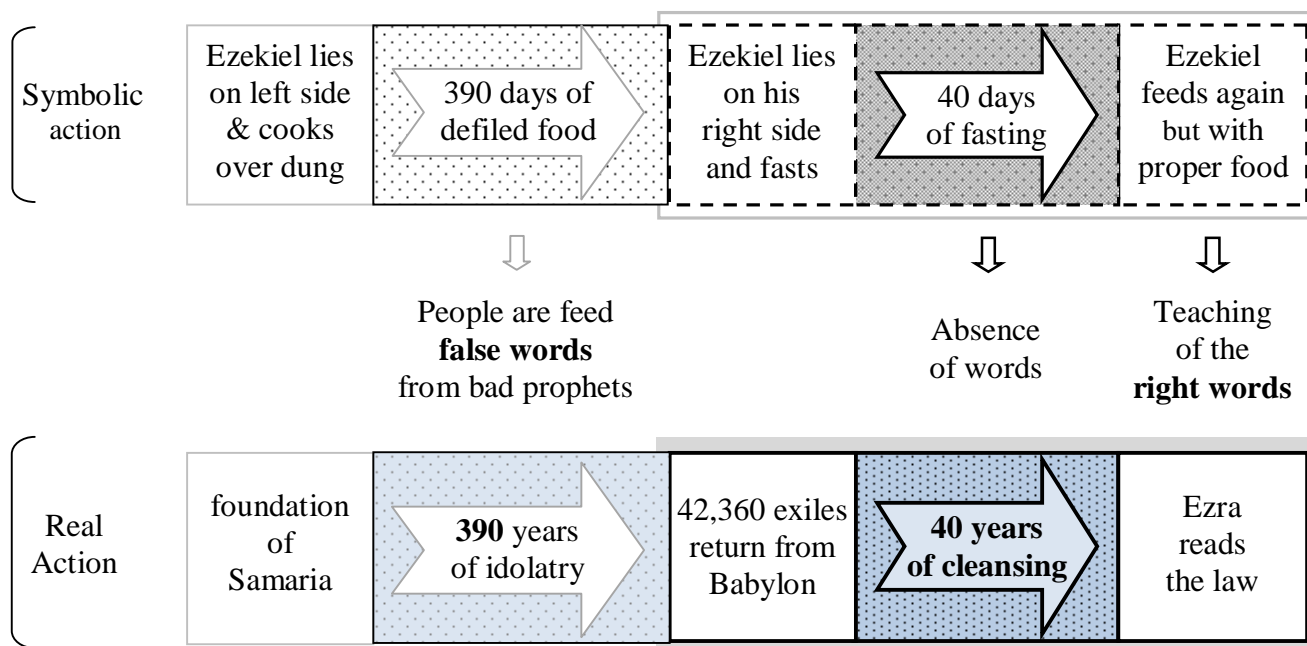 Symbolic
action
Ezekiel lies
on left side
& cooks
over dung
390 days of
defiled food
Ezekiel lies
on his
right side
and fasts
40 days
of fasting
Ezekiel
feeds again
but with
proper food
People are feed
false words
from bad prophets
Absence
of words
Teaching
of the
right words
Real
Action
foundation
of
Samaria
390 years
of idolatry
42,360 exiles
return from
Babylon
40 years
of cleansing
Ezra
reads
the law